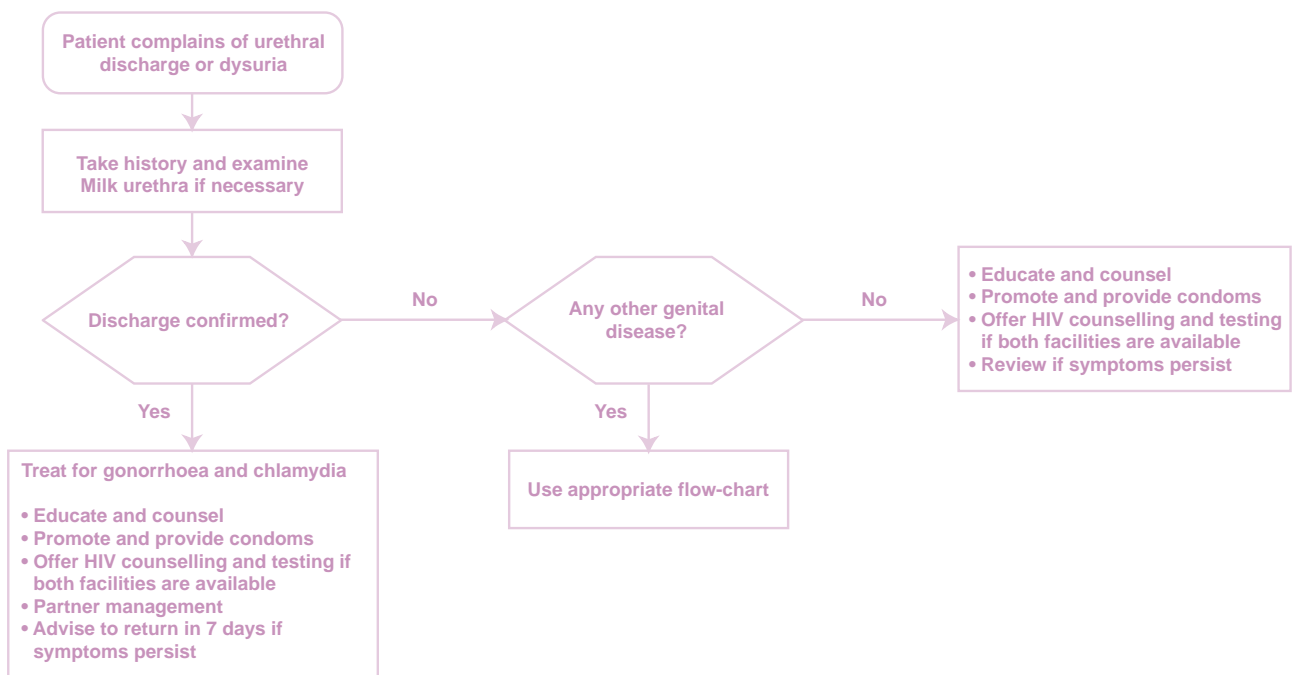 Patient complains of urethral
discharge or dysuria
Take history and examine
Milk urethra if necessary
Discharge confirmed?
No
Any other genital
disease?
No
• Educate and counsel
• Promote and provide condoms
• Offer HIV counselling and testing
if both facilities are available
• Review if symptoms persist
Yes
Yes
Treat for gonorrhoea and chlamydia
• Educate and counsel
• Promote and provide condoms
• Offer HIV counselling and testing if
both facilities are available
• Partner management
• Advise to return in 7 days if
symptoms persist
Use appropriate flow-chart